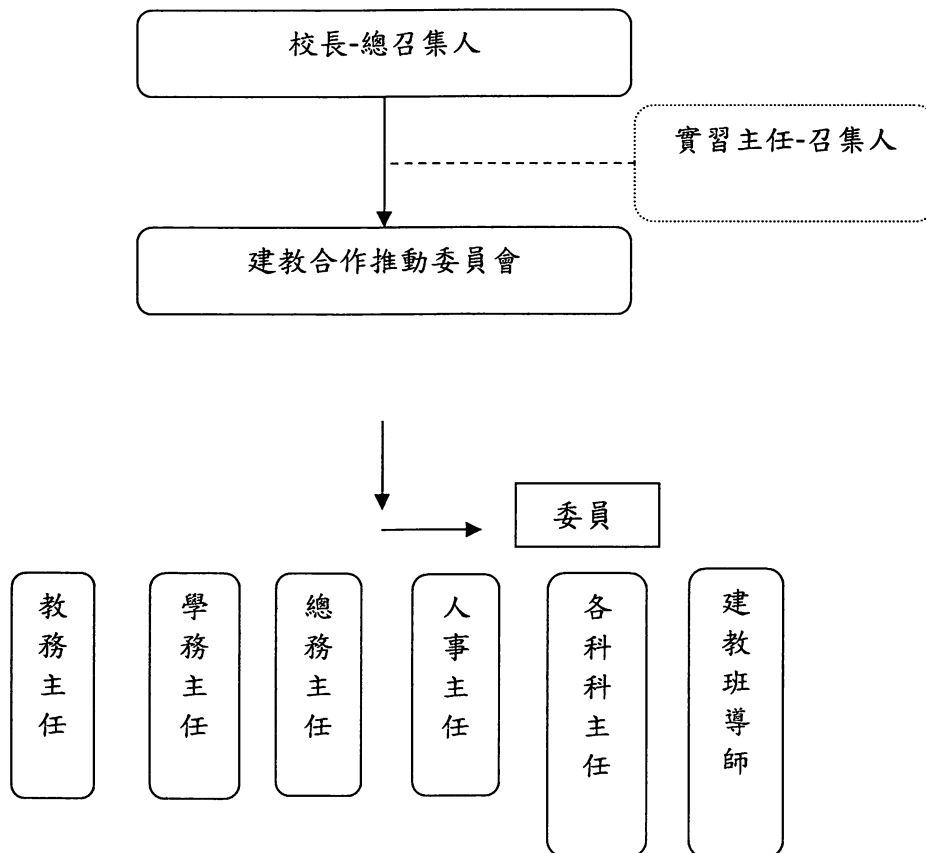 校長-總召集人
實習主任-召集人
建教合作推動委員會
委員
教務主任
學務主任
總務主任
人事主任
各科科主任
建教班導師